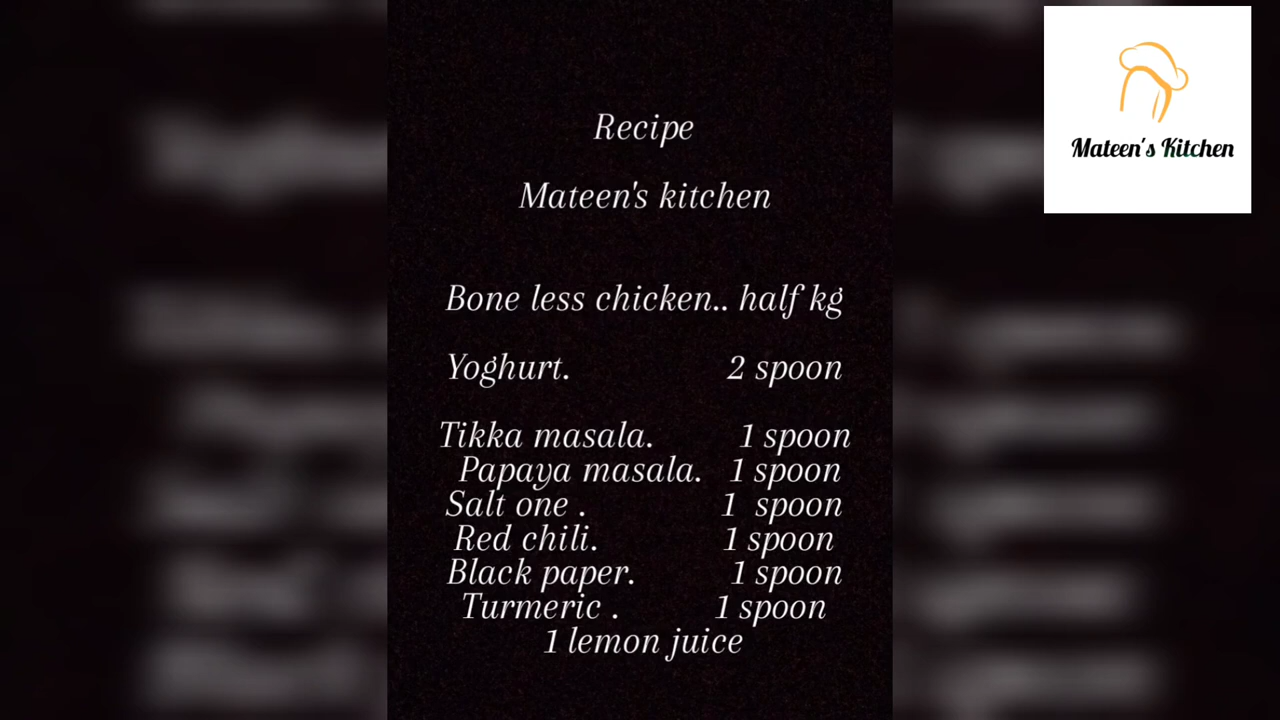 Recipe
Mateen's kitchen
Bone less chicken.. half kg
Yoghurt. 2 spoon
Tikka masala. 1 spoon
Papaya masala. 1 spoon
Salt one . 1 spoon
Red chili. 1 spoon
Black paper. 1 spoon
Turmeric . 1 spoon
1 lemon juice
Mateen's Kitchen